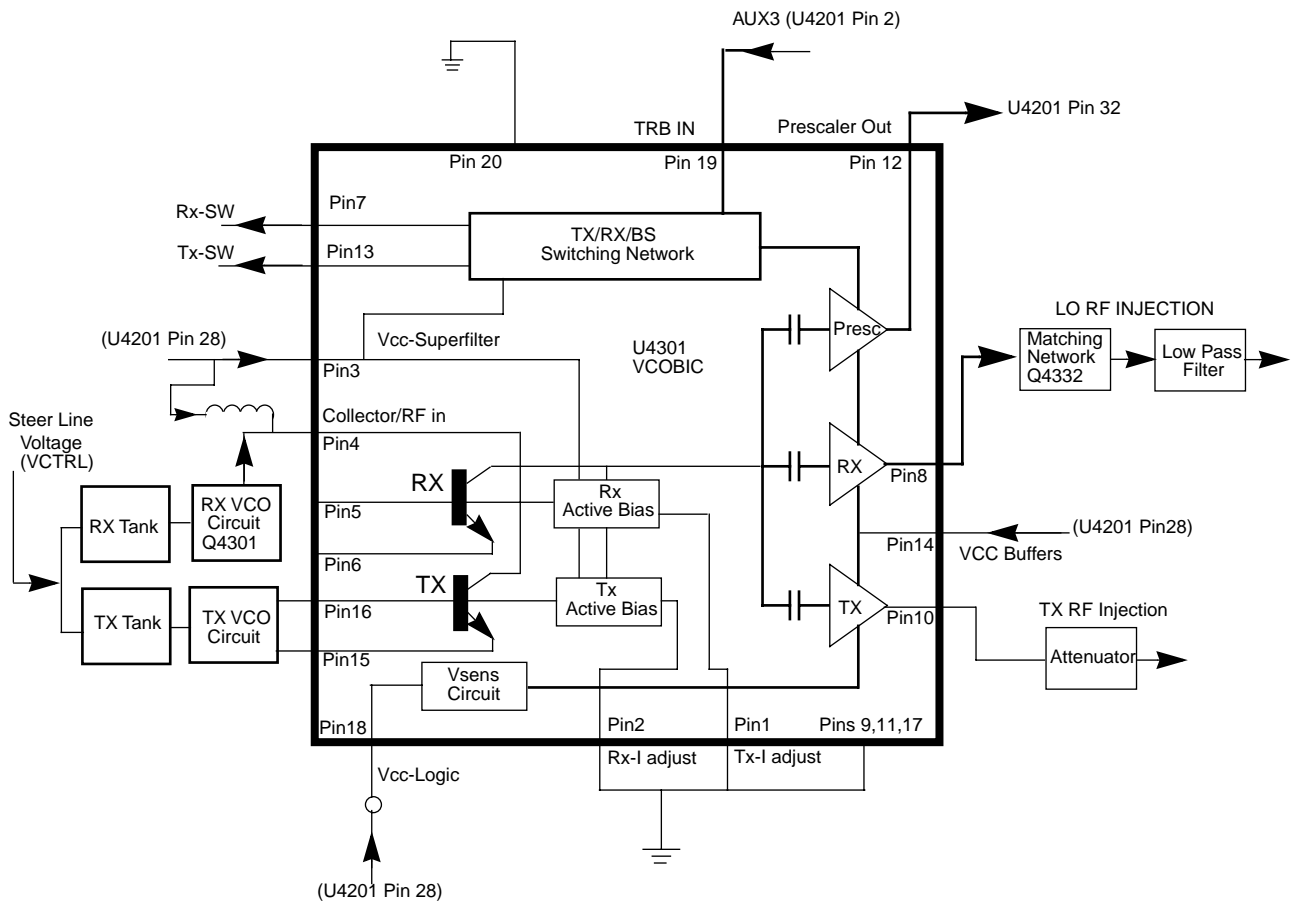 AUX3 (U4201 Pin 2)
U4201 Pin 32
TRB IN
Prescaler Out
Pin 20
Pin 19
Pin 12
Pin7
Rx-SW
TX/RX/BS
Switching Network
Tx-SW
Pin13
LO RF INJECTION
Presc
(U4201 Pin 28)
Vcc-Superfilter
U4301
VCOBIC
Matching
Network
Q4332
Low Pass
Filter
Pin3
Steer Line
Voltage
(VCTRL)
Collector/RF in
Pin4
RX
RX
Pin8
Rx
Active Bias
RX Tank
RX VCO
Circuit
Q4301
Pin5
(U4201 Pin28)
Pin14
VCC Buffers
Pin6
TX
Tx
Active Bias
TX
Pin16
Pin10
TX RF Injection
TX Tank
TX VCO
Circuit
Pin15
Attenuator
Vsens
Circuit
Pin18
Pin2
Pin1
Pins 9,11,17
Rx-I adjust
Tx-I adjust
Vcc-Logic
(U4201 Pin 28)